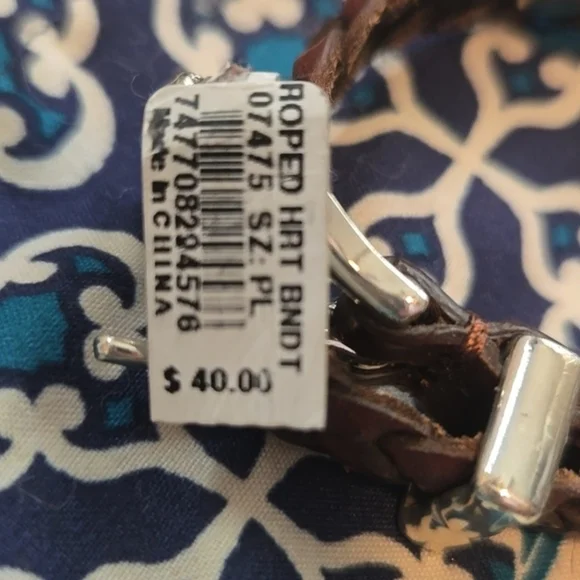 ROPED HRT BNDT
07475 SZ: PL
747708294576
Made In CHINA
$ 40.00